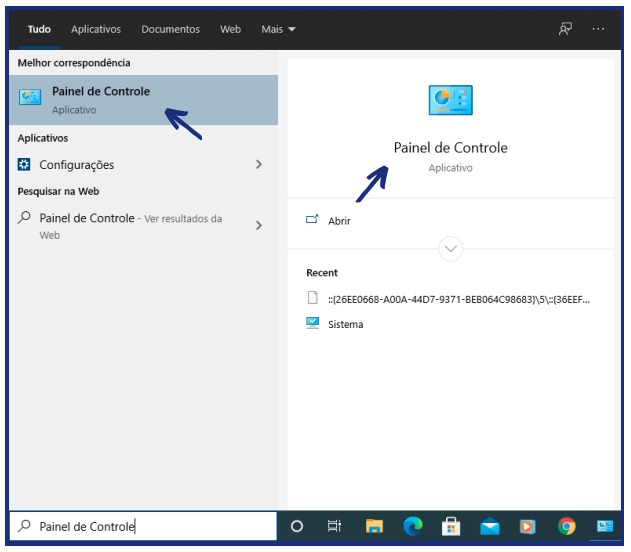 Tudo Aplicativos Documentos Web Mais
Melhor correspondência
Painel de Controle
Aplicativo
Aplicativos
Configurações
Pesquisar na Web
Painel de Controle - Ver resultados da
Web
Painel de Controle
Aplicativo
Abrir
Recent
::{26EE0668-A00A-44D7-9371-BEB064C98683}\5\::{36EEF...
Sistema
Painel de Controle